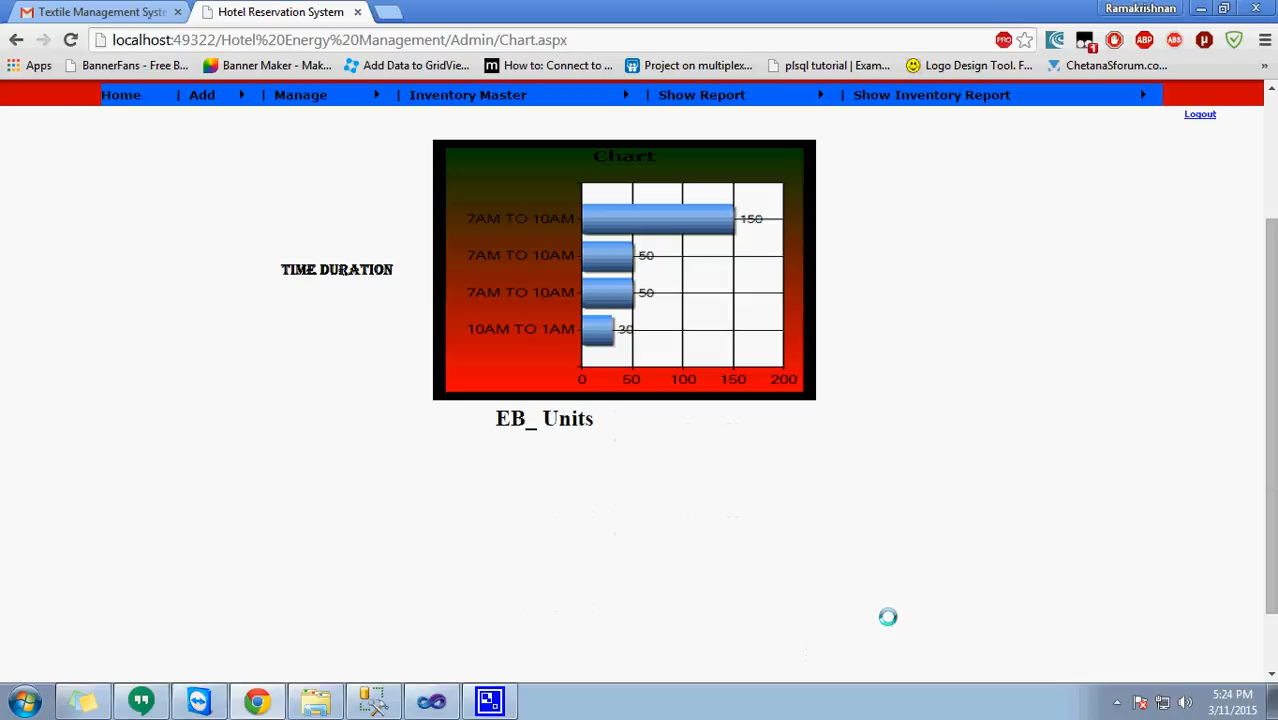 Textile Management Syste
Hotel Reservation System
Ramakrishnan
localhost:49322/Hotel%20Energy%20Management/Admin/Chart.aspx
PRO
1
ABP
ABS
µ
Apps
BannerFans - Free B...
Banner Maker - Mak...
Add Data to GridVie...
m
How to: Connect to ...
Project on multiplex...
plsql tutorial | Exam...
Logo Design Tool. F...
ChetanaSforum.co...
»
Home | Add | Manage | Inventory Master | Show Report | Show Inventory Report
Logout
Chart
7AM TO 10AM 150
7AM TO 10AM 50
TIME DURATION
7AM TO 10AM 50
10AM TO 1AM 30
0 50 100 150 200
EB_ Units
5:24 PM
3/11/2015